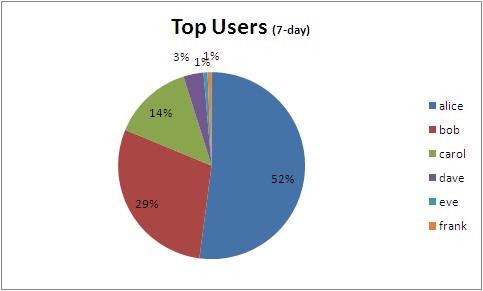 Top Users (7-day)
3%
1%
1%
14%
52%
29%
alice
bob
carol
dave
eve
frank